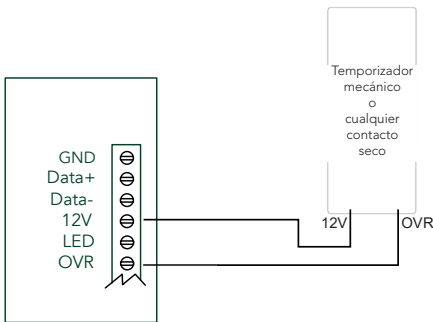 Temporizador
mecánico
o
cualquier
contacto
seco
GND
Data+
Data-
12V
LED
OVR
12V
OVR